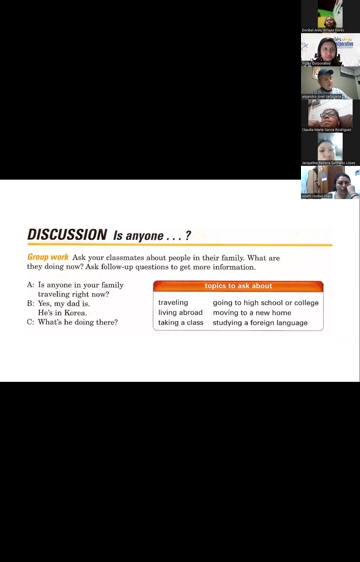 DISCUSSION Is anyone . . . ?
Group work Ask your classmates about people in their family. What are
they doing now? Ask follow-up questions to get more information.
A: Is anyone in your family
traveling right now?
B: Yes, my dad is.
He's in Korea.
C: What's he doing there?
topics to ask about
traveling going to high school or college
living abroad moving to a new home
taking a class studying a foreign language